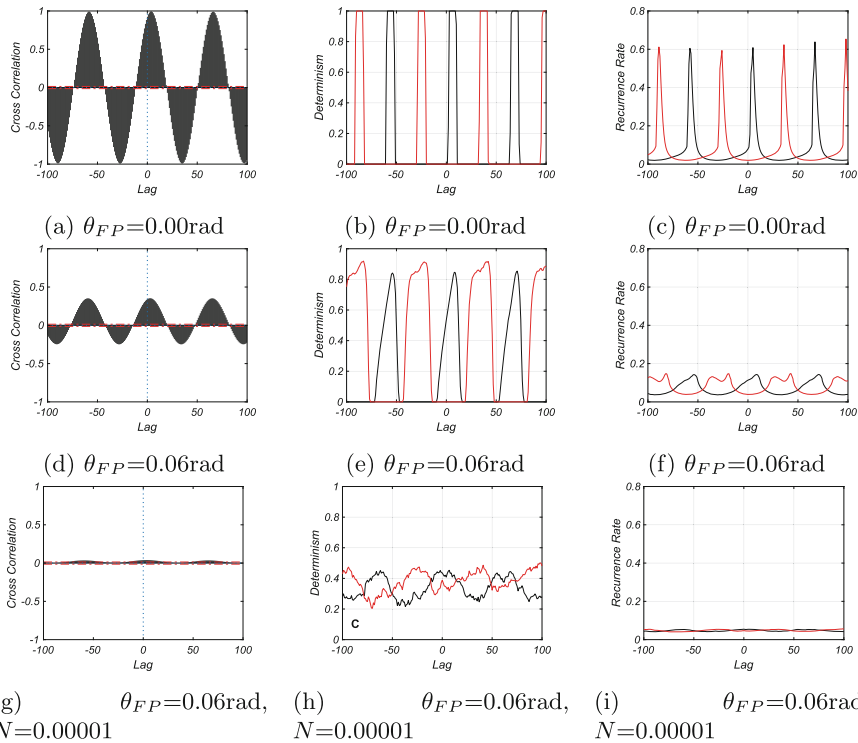 1
0.5
0
-0.5
-1
Cross Correlation
-100 -50 0 50 100
Lag
1
0.8
0.6
0.4
0.2
0
Determinism
-100 -50 0 50 100
Lag
0.8
0.6
0.4
0.2
0
Recurrence Rate
-100 -50 0 50 100
Lag
(a) θFP=0.00rad (b) θFP=0.00rad (c) θFP=0.00rad
1
0.5
0
-0.5
-1
Cross Correlation
-100 -50 0 50 100
Lag
1
0.8
0.6
0.4
0.2
0
Determinism
-100 -50 0 50 100
Lag
0.8
0.6
0.4
0.2
0
Recurrence Rate
-100 -50 0 50 100
Lag
(d) θFP=0.06rad (e) θFP=0.06rad (f) θFP=0.06rad
1
0.5
0
-0.5
-1
Cross Correlation
-100 -50 0 50 100
Lag
1
0.8
0.6
0.4
0.2
0
Determinism
C
-100 -50 0 50 100
Lag
0.8
0.6
0.4
0.2
0
Recurrence Rate
-100 -50 0 50 100
Lag
g) θFP=0.06rad, (h) θFP=0.06rad, (i) θFP=0.06rad
N=0.00001 N=0.00001 N=0.00001